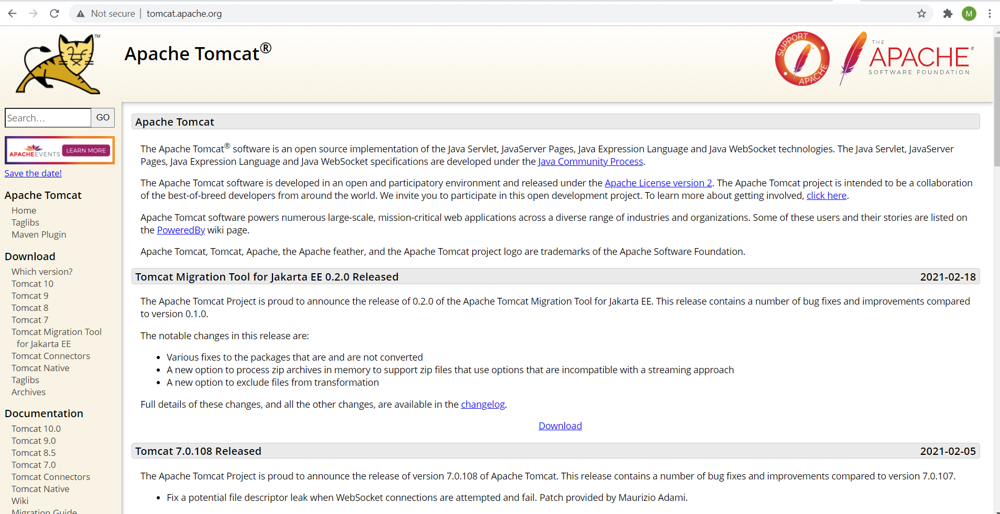 Not secure | tomcat.apache.org
M
TM
Apache Tomcat®
SUPPORT APACHE
THE
APACHE®
SOFTWARE FOUNDATION
Search…
GO
APACHEEVENTS LEARN MORE
Save the date!
Apache Tomcat
Home
Taglibs
Maven Plugin
Download
Which version?
Tomcat 10
Tomcat 9
Tomcat 8
Tomcat 7
Tomcat Migration Tool
for Jakarta EE
Tomcat Connectors
Tomcat Native
Taglibs
Archives
Documentation
Tomcat 10.0
Tomcat 9.0
Tomcat 8.5
Tomcat 7.0
Tomcat Connectors
Tomcat Native
Wiki
Migration Guide
Apache Tomcat
The Apache Tomcat® software is an open source implementation of the Java Servlet, JavaServer Pages, Java Expression Language and Java WebSocket technologies. The Java Servlet, JavaServer
Pages, Java Expression Language and Java WebSocket specifications are developed under the Java Community Process.
The Apache Tomcat software is developed in an open and participatory environment and released under the Apache License version 2. The Apache Tomcat project is intended to be a collaboration
of the best-of-breed developers from around the world. We invite you to participate in this open development project. To learn more about getting involved, click here.
Apache Tomcat software powers numerous large-scale, mission-critical web applications across a diverse range of industries and organizations. Some of these users and their stories are listed on
the PoweredBy wiki page.
Apache Tomcat, Tomcat, Apache, the Apache feather, and the Apache Tomcat project logo are trademarks of the Apache Software Foundation.
Tomcat Migration Tool for Jakarta EE 0.2.0 Released 2021-02-18
The Apache Tomcat Project is proud to announce the release of 0.2.0 of the Apache Tomcat Migration Tool for Jakarta EE. This release contains a number of bug fixes and improvements compared
to version 0.1.0.
The notable changes in this release are:
• Various fixes to the packages that are and are not converted
• A new option to process zip archives in memory to support zip files that use options that are incompatible with a streaming approach
• A new option to exclude files from transformation
Full details of these changes, and all the other changes, are available in the changelog.
Download
Tomcat 7.0.108 Released 2021-02-05
The Apache Tomcat Project is proud to announce the release of version 7.0.108 of Apache Tomcat. This release contains a number of bug fixes and improvements compared to version 7.0.107.
• Fix a potential file descriptor leak when WebSocket connections are attempted and fail. Patch provided by Maurizio Adami.